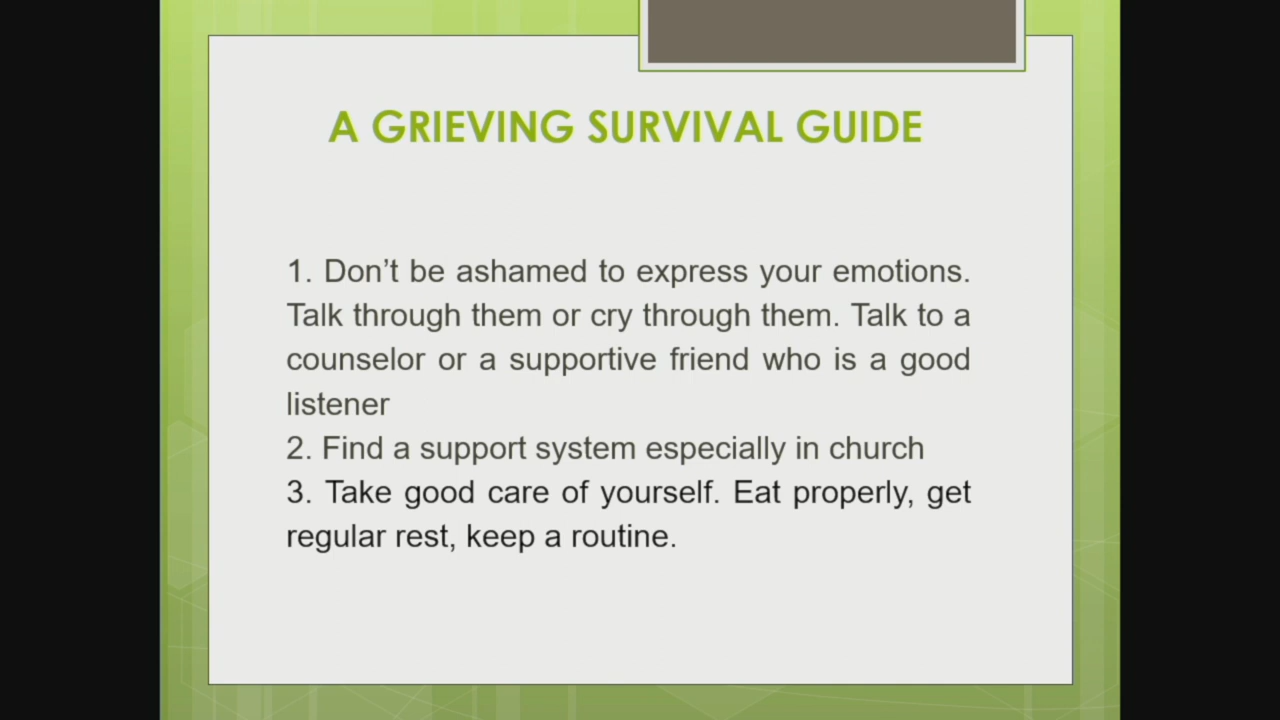 A GRIEVING SURVIVAL GUIDE
1. Don’t be ashamed to express your emotions.
Talk through them or cry through them. Talk to a
counselor or a supportive friend who is a good
listener
2. Find a support system especially in church
3. Take good care of yourself. Eat properly, get
regular rest, keep a routine.